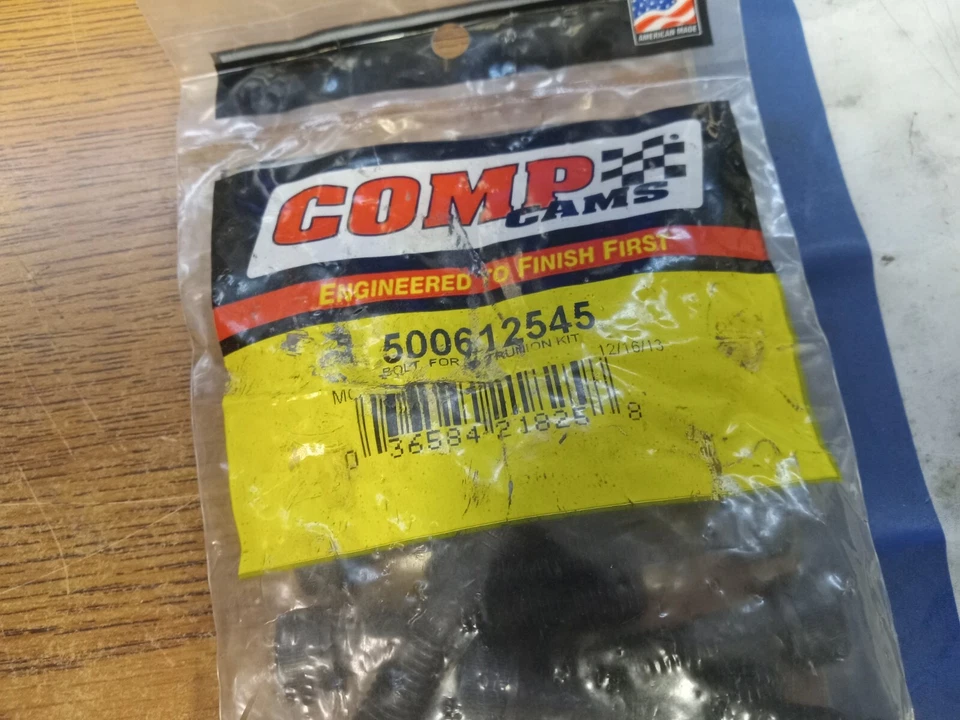 AMERICAN MADE
COMP
CAMS
ENGINEERED TO FINISH FIRST
500612545
BOLT FOR TRUNION KIT 12/16/13
0 36584 21825 8